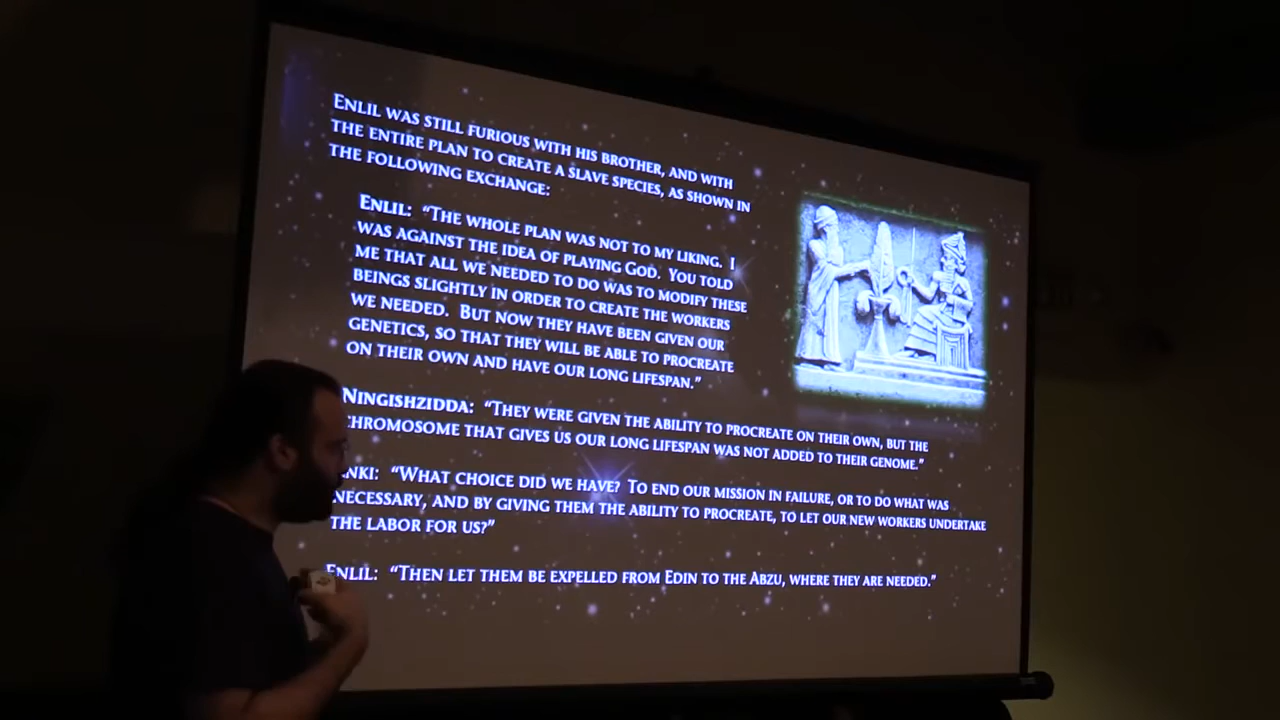 Enlil was still furious with his brother, and with
the entire plan to create a slave species, as shown in
the following exchange:
Enlil: “The whole plan was not to my liking. I
was against the idea of playing God. You told
me that all we needed to do was to modify these
beings slightly in order to create the workers
we needed. But now they have been given our
genetics, so that they will be able to procreate
on their own and have our long lifespan.”
Ningishzidda: “They were given the ability to procreate on their own, but the
chromosome that gives us our long lifespan was not added to their genome.”
nki: “What choice did we have? To end our mission in failure, or to do what was
necessary, and by giving them the ability to procreate, to let our new workers undertake
the labor for us?”
Enlil: “Then let them be expelled from Edin to the Abzu, where they are needed.”